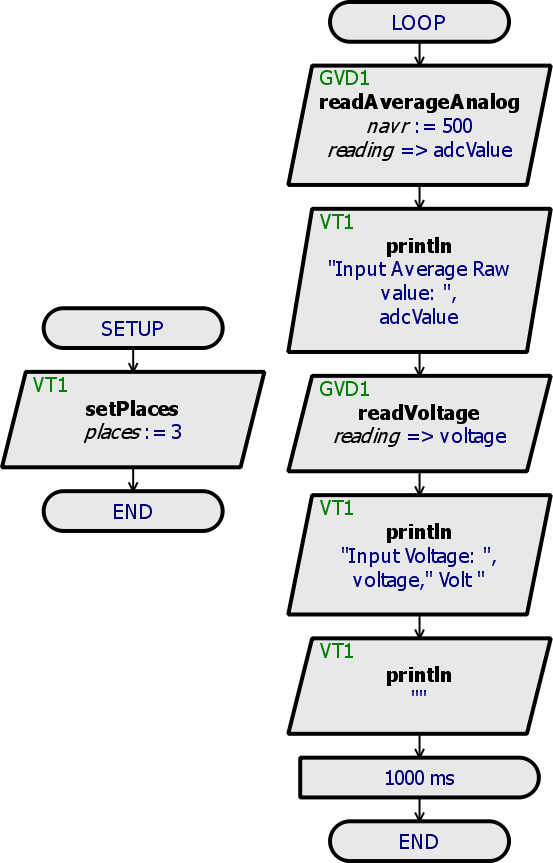 SETUP
VT1
setPlaces
places := 3
END
LOOP
GVD1
readAverageAnalog
navr := 500
reading => adcValue
VT1
println
"Input Average Raw
value: ",
adcValue
GVD1
readVoltage
reading => voltage
VT1
println
"Input Voltage: ",
voltage," Volt "
VT1
println
""
1000 ms
END